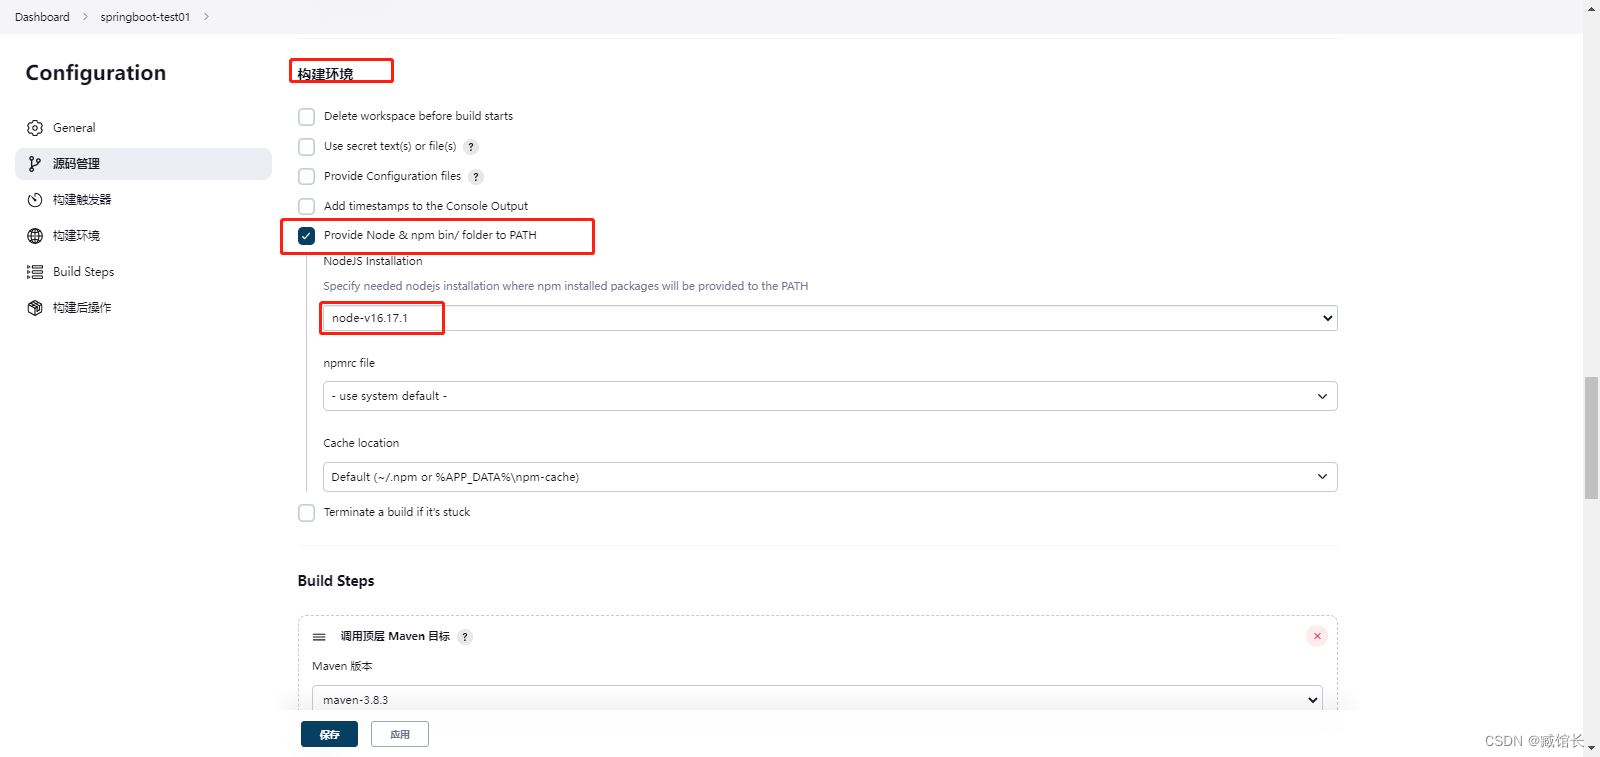 Dashboard
springboot-test01
Configuration
General
源码管理
构建触发器
构建环境
Build Steps
构建后操作
构建环境
Delete workspace before build starts
Use secret text(s) or file(s) ?
Provide Configuration files ?
Add timestamps to the Console Output
Provide Node & npm bin/ folder to PATH
NodeJS Installation
Specify needed nodejs installation where npm installed packages will be provided to the PATH
node-v16.17.1
npmrc file
- use system default -
Cache location
Default (~/.npm or %APP_DATA%\npm-cache)
Terminate a build if it's stuck
Build Steps
调用顶层 Maven 目标 ?
Maven 版本
maven-3.8.3
保存
应用
CSDN @臧馆长